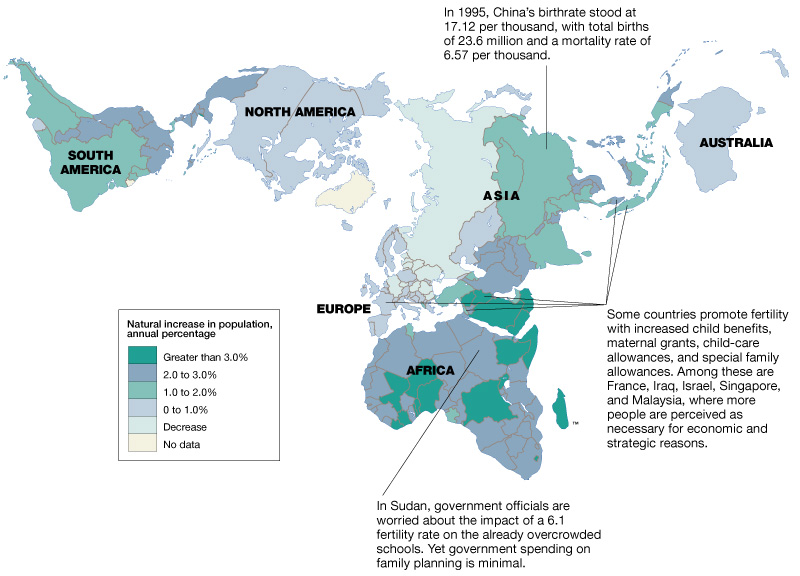 In 1995, China's birthrate stood at
17.12 per thousand, with total births
of 23.6 million and a mortality rate of
6.57 per thousand.
NORTH AMERICA
AUSTRALIA
SOUTH
AMERICA
ASIA
EUROPE
Natural increase in population,
annual percentage
Greater than 3.0%
2.0 to 3.0%
1.0 to 2.0%
0 to 1.0%
Decrease
No data
AFRICA
TM
Some countries promote fertility
with increased child benefits,
maternal grants, child-care
allowances, and special family
allowances. Among these are
France, Iraq, Israel, Singapore,
and Malaysia, where more
people are perceived as
necessary for economic and
strategic reasons.
In Sudan, government officials are
worried about the impact of a 6.1
fertility rate on the already overcrowded
schools. Yet government spending on
family planning is minimal.